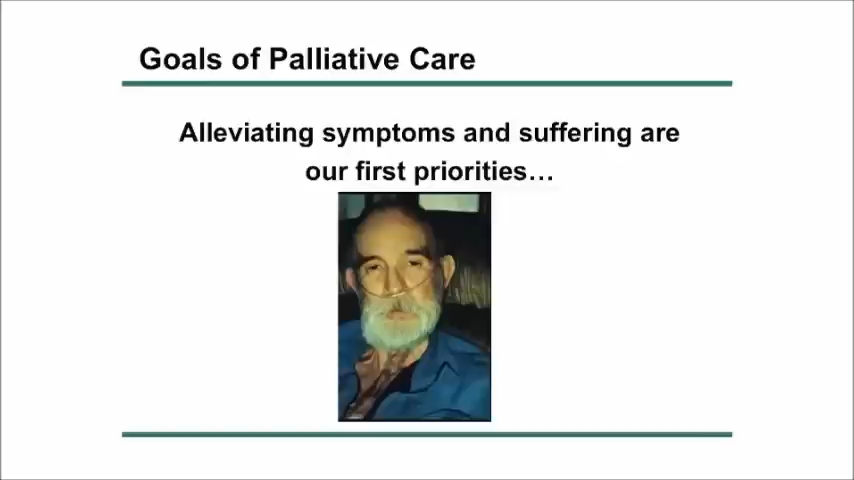 Goals of Palliative Care
Alleviating symptoms and suffering are
our first priorities…